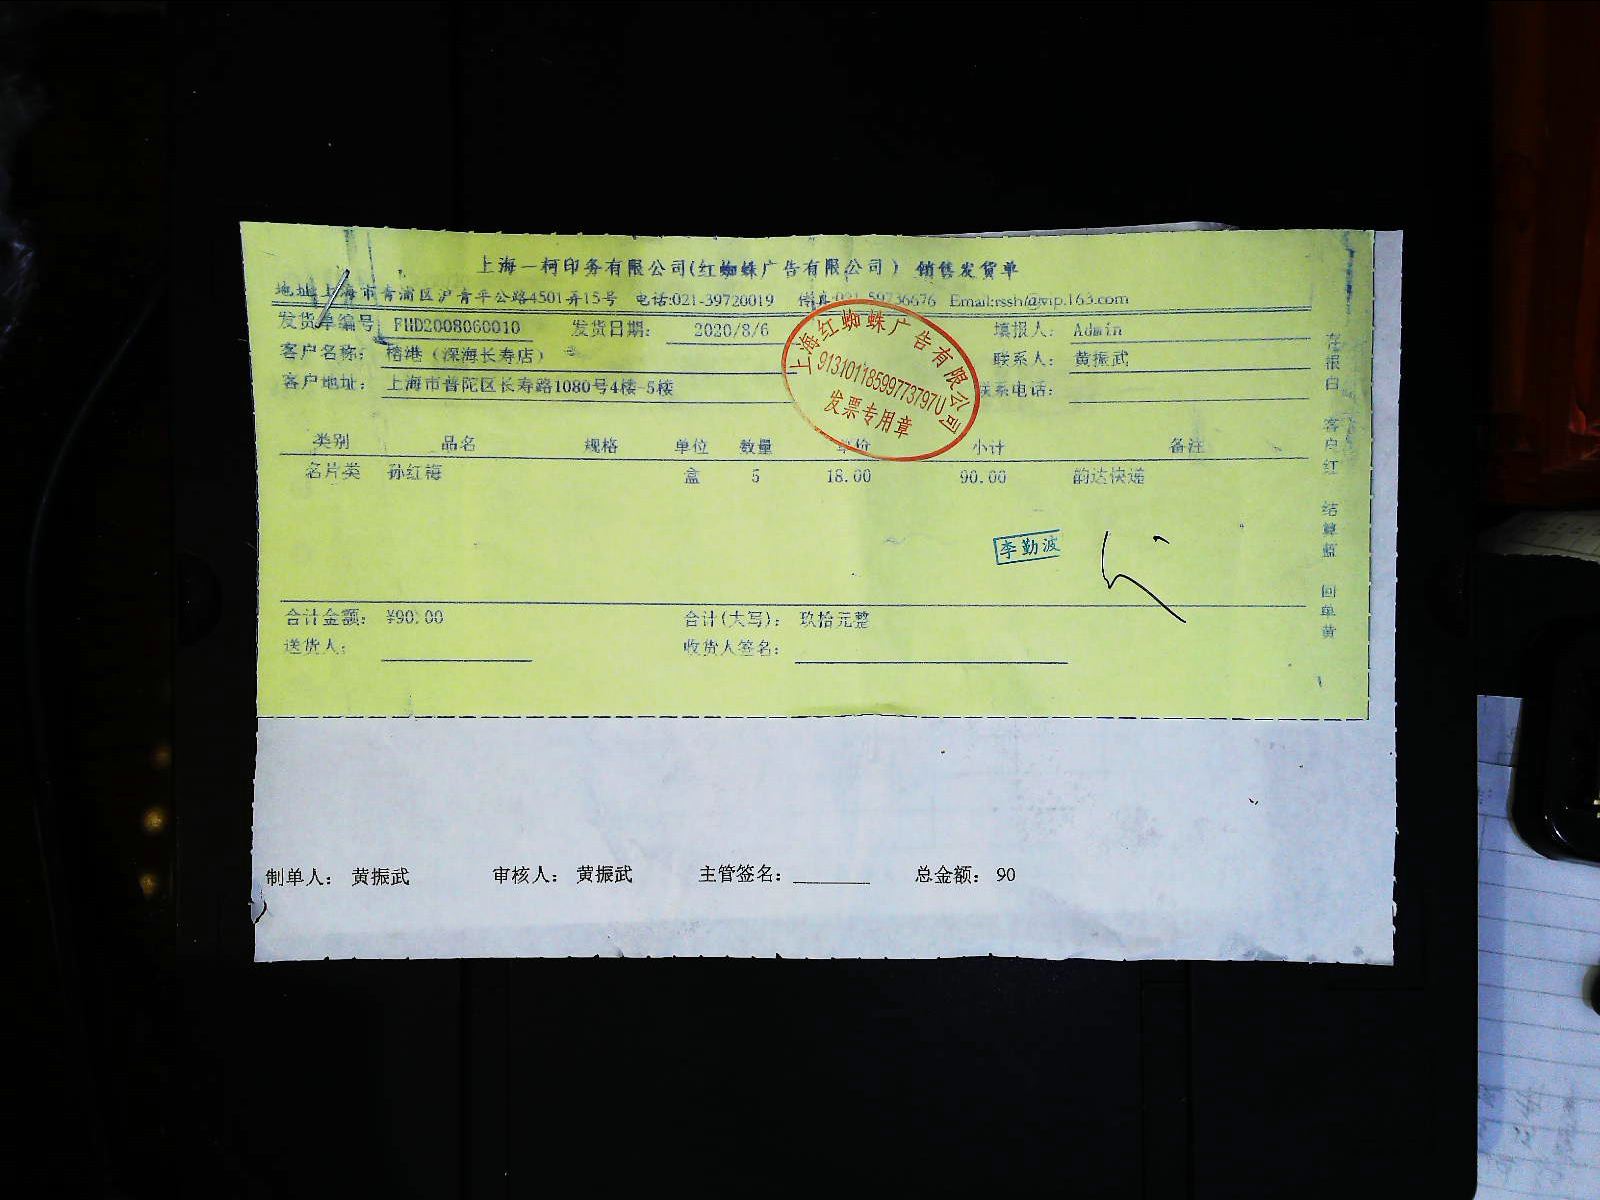 上海一柯印务有限公司(红蜘蛛广告有限公司) 销售发货单
地址:上海市青浦区沪青平公路4501弄15号 电话:021-39720019 传真:021-59736676 Email:rssh@vip.163.com
发货单编号 FHD2008060010 发货日期: 2020/8/6 填报人: Admin
客户名称: 榕港(深海长寿店) 联系人: 黄振武
客户地址: 上海市普陀区长寿路1080号4楼-5楼 联系电话:
上海红蜘蛛广告有限公司
91310118599773797U
发票专用章
类别 品名 规格 单位 数量 单价 小计 备注
名片类 孙红梅 盒 5 18.00 90.00 韵达快递
李勤波
合计金额: ¥90.00 合计(大写): 玖拾元整
送货人: 收货人签名:
存根白 客户红 结算蓝 回单黄
制单人: 黄振武 审核人: 黄振武 主管签名: 总金额: 90